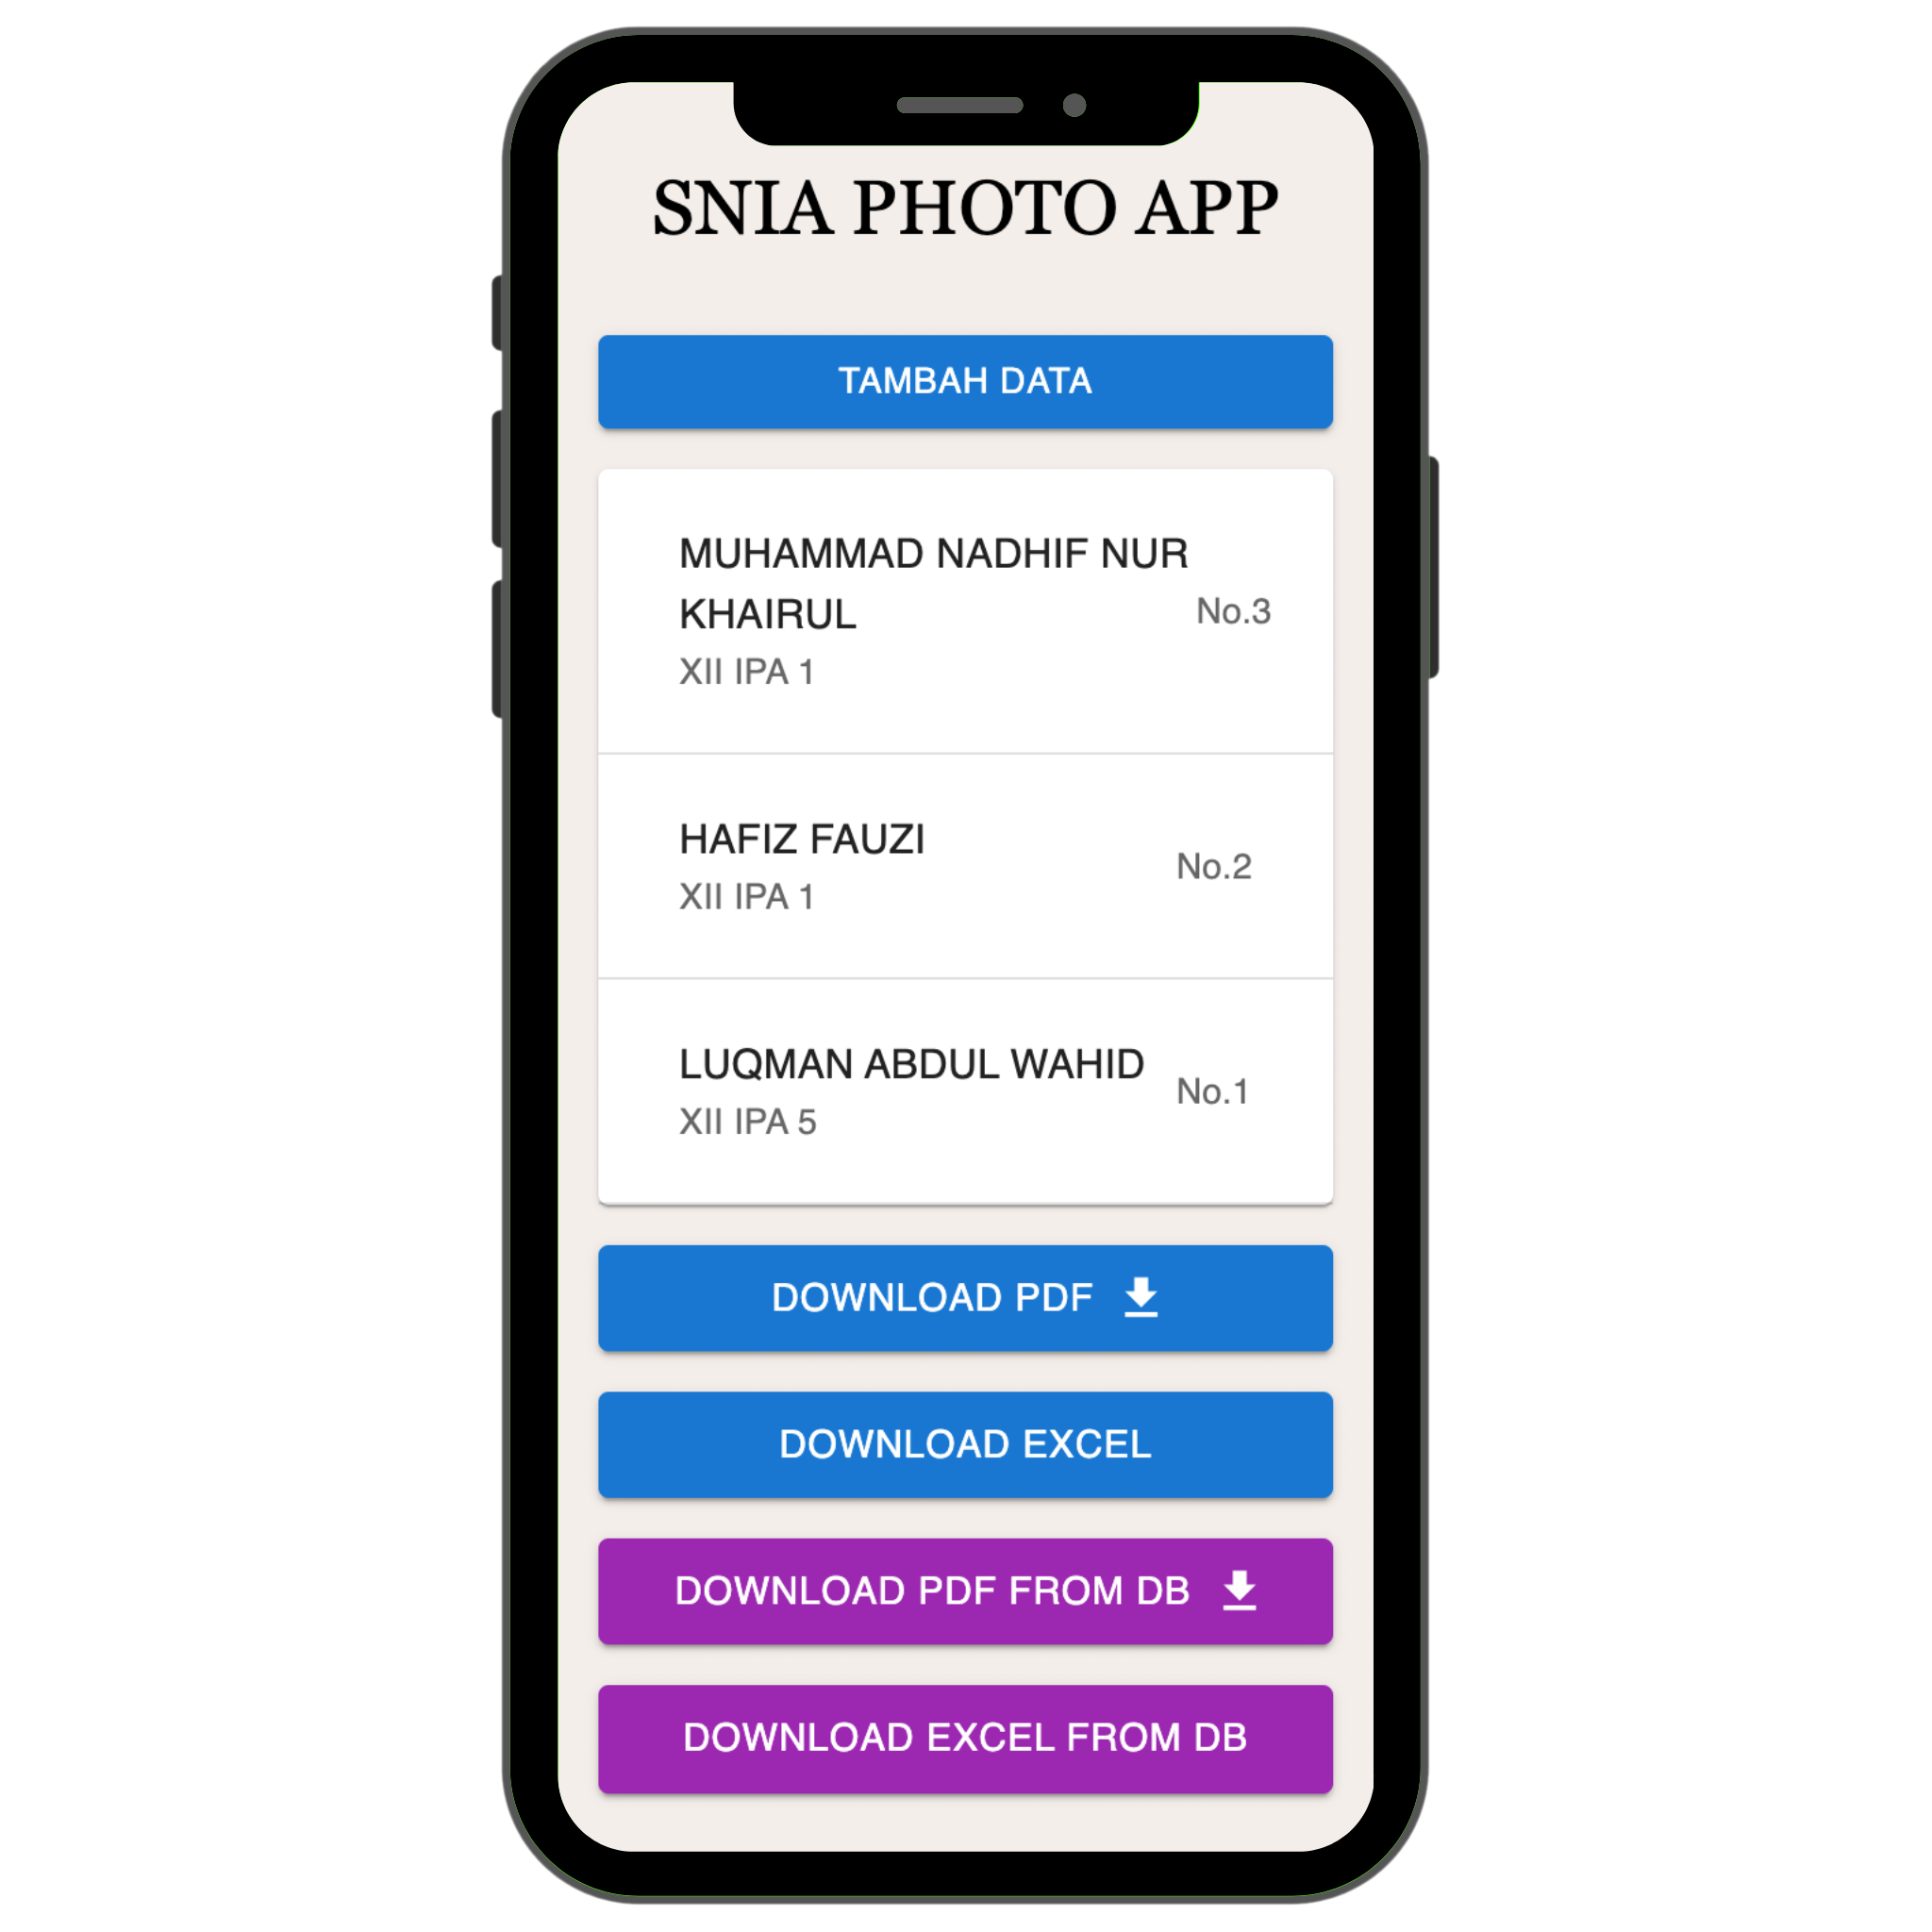 SNIA PHOTO APP
TAMBAH DATA
MUHAMMAD NADHIF NUR
KHAIRUL
No.3
XII IPA 1
HAFIZ FAUZI
No.2
XII IPA 1
LUQMAN ABDUL WAHID
No.1
XII IPA 5
DOWNLOAD PDF
DOWNLOAD EXCEL
DOWNLOAD PDF FROM DB
DOWNLOAD EXCEL FROM DB